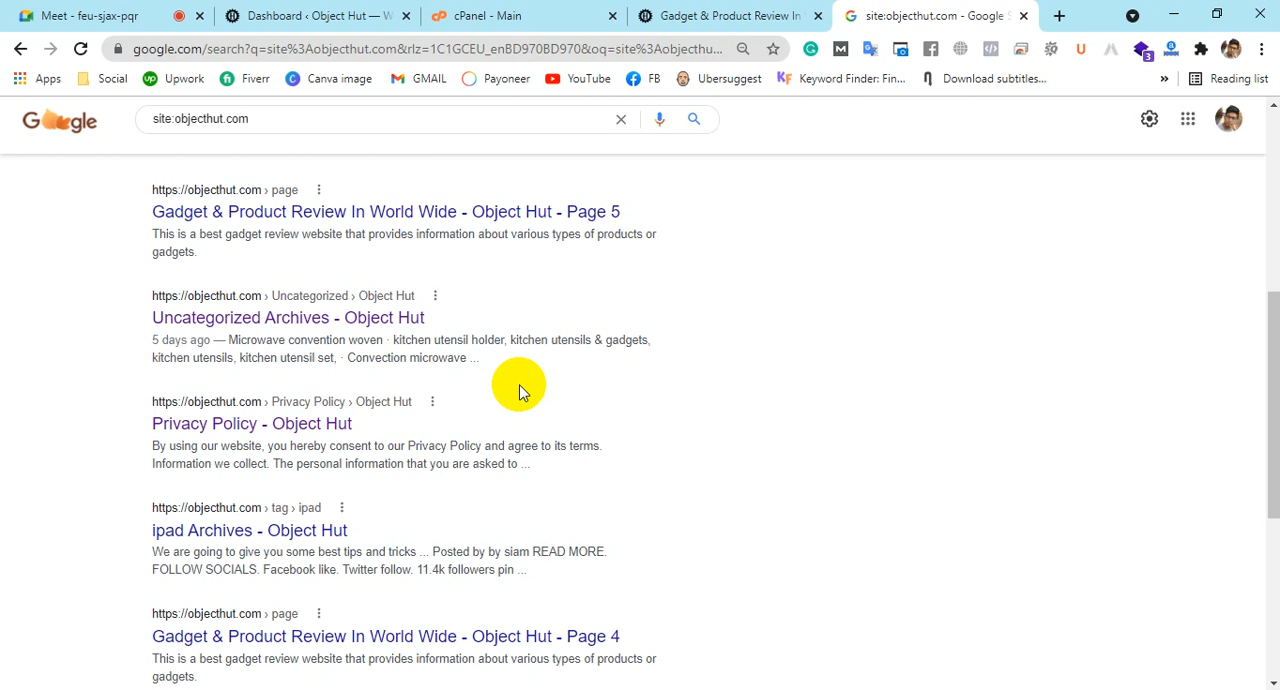 Meet - feu-sjax-pqr
Dashboard ‹ Object Hut — W
cPanel - Main
Gadget & Product Review In
site:objecthut.com - Google S
google.com/search?q=site%3Aobjecthut.com&rlz=1C1GCEU_enBD970BD970&oq=site%3Aobjecthu...
M
U
3
Apps
Social
up
Upwork
fi
Fiverr
C
Canva image
GMAIL
Payoneer
YouTube
FB
Ubersuggest
KF
Keyword Finder: Fin...
Download subtitles...
»
Reading list
Google
site:objecthut.com
https://objecthut.com › page
Gadget & Product Review In World Wide - Object Hut - Page 5
This is a best gadget review website that provides information about various types of products or
gadgets.
https://objecthut.com › Uncategorized › Object Hut
Uncategorized Archives - Object Hut
5 days ago — Microwave convention woven · kitchen utensil holder, kitchen utensils & gadgets,
kitchen utensils, kitchen utensil set, · Convection microwave ...
https://objecthut.com › Privacy Policy › Object Hut
Privacy Policy - Object Hut
By using our website, you hereby consent to our Privacy Policy and agree to its terms.
Information we collect. The personal information that you are asked to ...
https://objecthut.com › tag › ipad
ipad Archives - Object Hut
We are going to give you some best tips and tricks ... Posted by by siam READ MORE.
FOLLOW SOCIALS. Facebook like. Twitter follow. 11.4k followers pin ...
https://objecthut.com › page
Gadget & Product Review In World Wide - Object Hut - Page 4
This is a best gadget review website that provides information about various types of products or
gadgets.